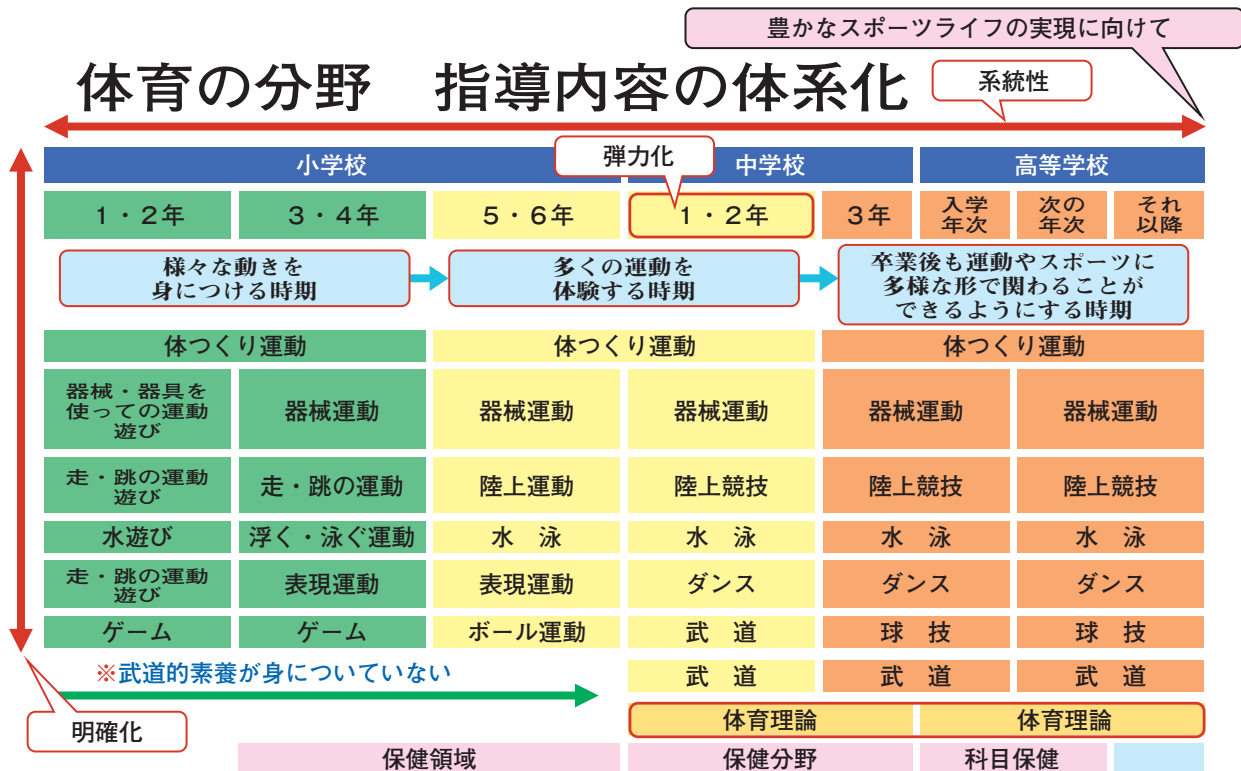 豊かなスポーツライフの実現に向けて
体育の分野　指導内容の体系化
系統性
弾力化
小学校
中学校
高等学校
1・2年
3・4年
5・6年
1・2年
3年
入学
年次
次の
年次
それ
以降
様々な動きを
身につける時期
多くの運動を
体験する時期
卒業後も運動やスポーツに
多様な形で関わることが
できるようにする時期
体つくり運動
体つくり運動
体つくり運動
器械・器具を
使っての運動
遊び
器械運動
器械運動
器械運動
器械運動
器械運動
走・跳の運動
遊び
走・跳の運動
陸上運動
陸上競技
陸上競技
陸上競技
水遊び
浮く・泳ぐ運動
水　泳
水　泳
水　泳
水　泳
走・跳の運動
遊び
表現運動
表現運動
ダンス
ダンス
ダンス
ゲーム
ゲーム
ボール運動
武　道
球　技
球　技
※武道的素養が身についていない
武　道
武　道
武　道
明確化
体育理論
体育理論
保健領域
保健分野
科目保健